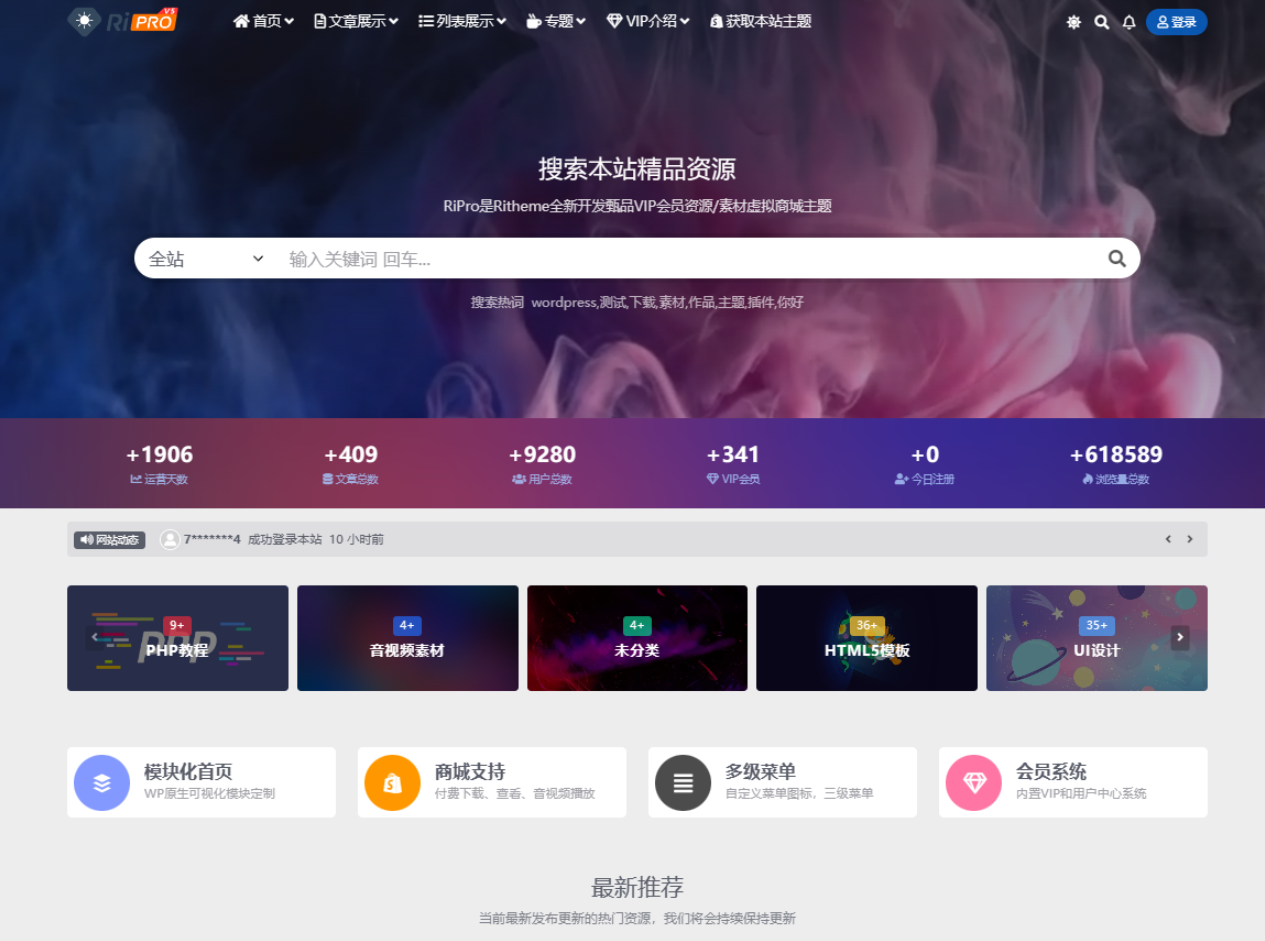 RiPRO V5
首页 文章展示 列表展示 专题 VIP介绍 获取本站主题 登录
搜索本站精品资源
RiPro是Ritheme全新开发甄品VIP会员资源/素材虚拟商城主题
全站 输入关键词 回车...
搜索热词 wordpress,测试,下载,素材,作品,主题,插件,你好
+1906 +409 +9280 +341 +0 +618589
运营天数 文章总数 用户总数 VIP会员 今日注册 浏览量总数
网站动态 7*******4 成功登录本站 10 小时前
9+ 4+ 4+ 36+ 35+
PHP
PHP教程 音视频素材 未分类 HTML5模板 UI设计
模块化首页 商城支持 多级菜单 会员系统
WP原生可视化模块定制 付费下载、查看、音视频播放 自定义菜单图标，三级菜单 内置VIP和用户中心系统
最新推荐
当前最新发布更新的热门资源，我们将会持续保持更新